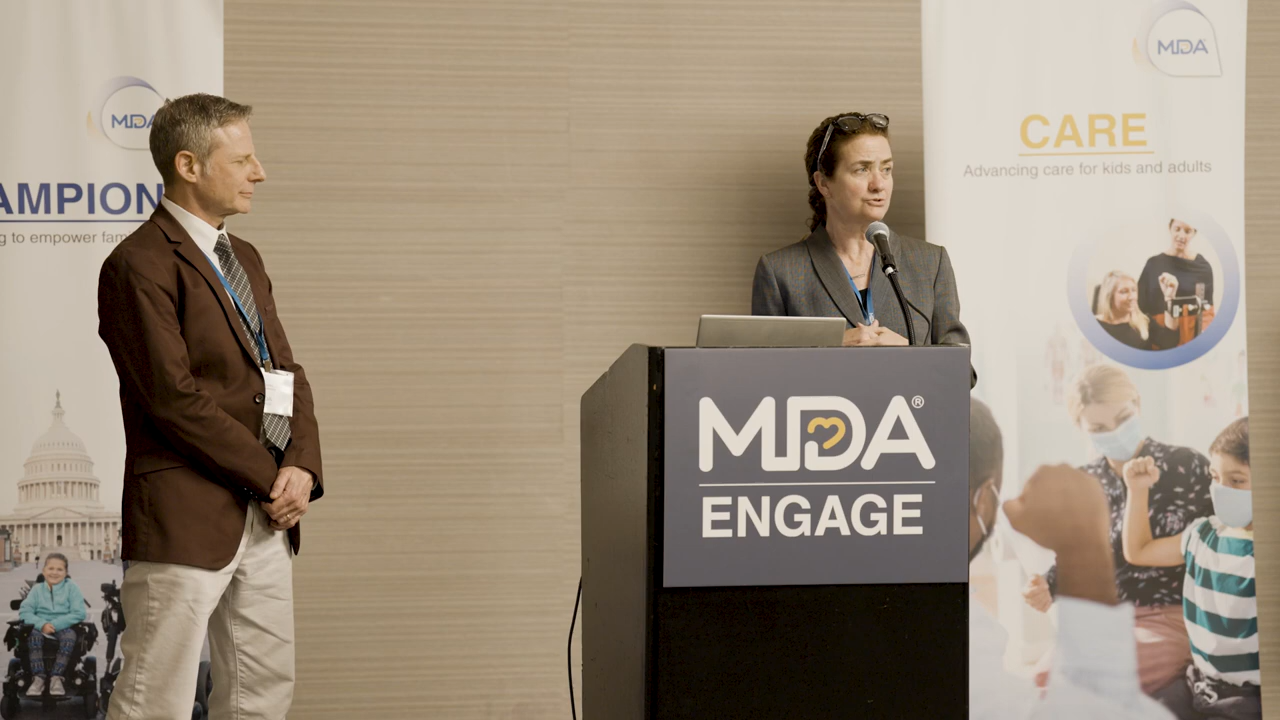 MDA
AMPION
g to empower fam
MDA
CARE
Advancing care for kids and adults
MDA®
ENGAGE